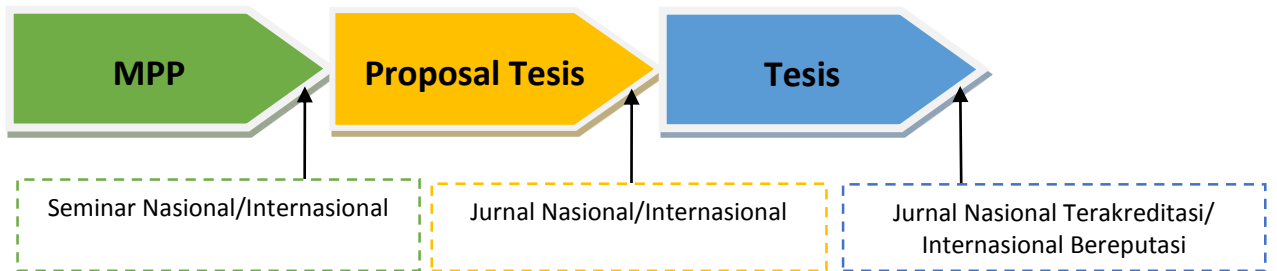 MPP
Proposal Tesis
Tesis
Seminar Nasional/Internasional
Jurnal Nasional/Internasional
Jurnal Nasional Terakreditasi/
Internasional Bereputasi